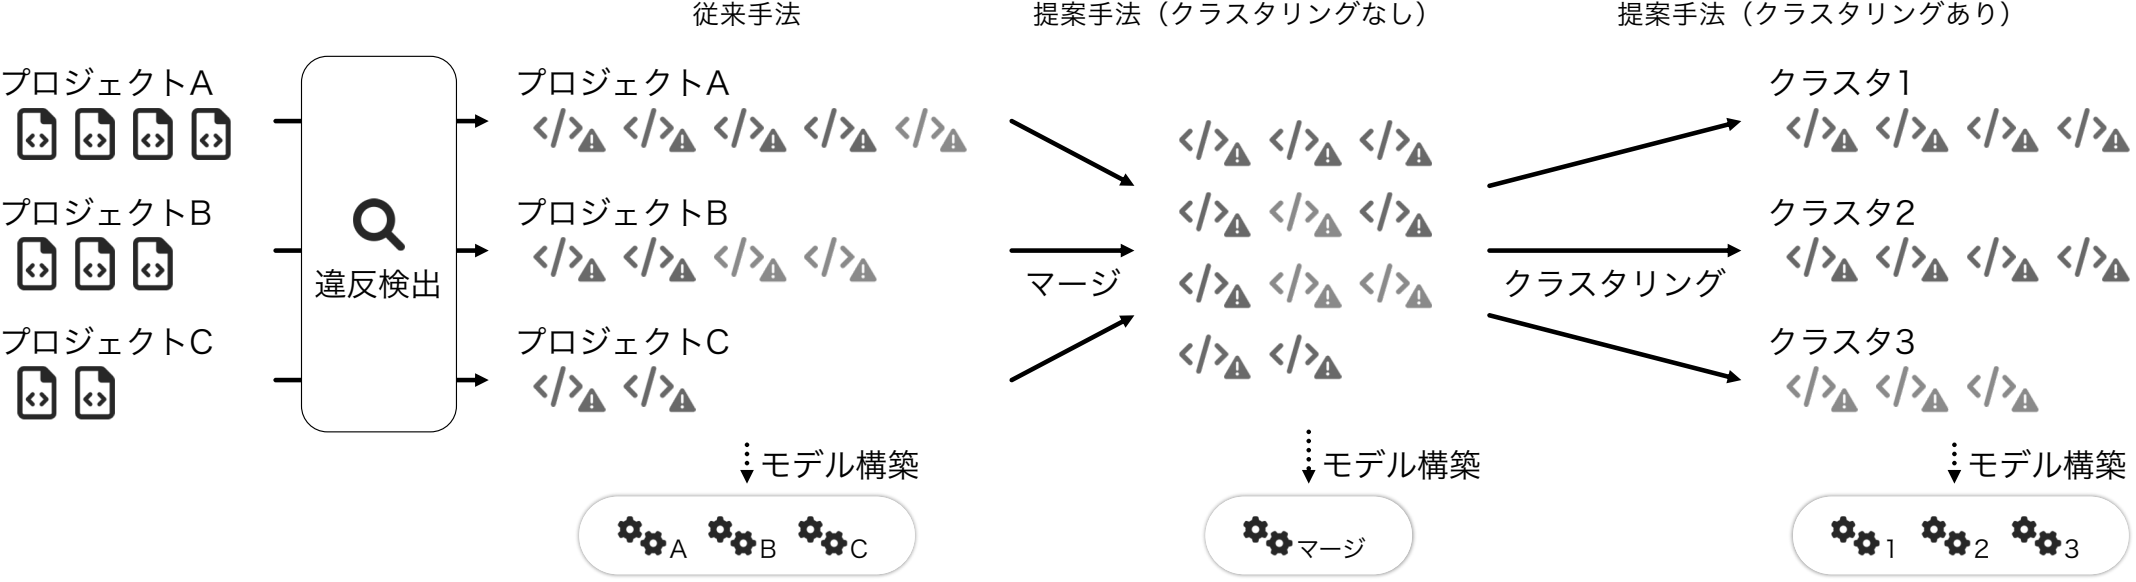 従来手法
提案手法（クラスタリングなし）
提案手法（クラスタリングあり）
プロジェクトA
プロジェクトB
プロジェクトC
違反検出
プロジェクトA
プロジェクトB
プロジェクトC
モデル構築
A
B
C
マージ
モデル構築
マージ
クラスタリング
クラスタ1
クラスタ2
クラスタ3
モデル構築
1
2
3